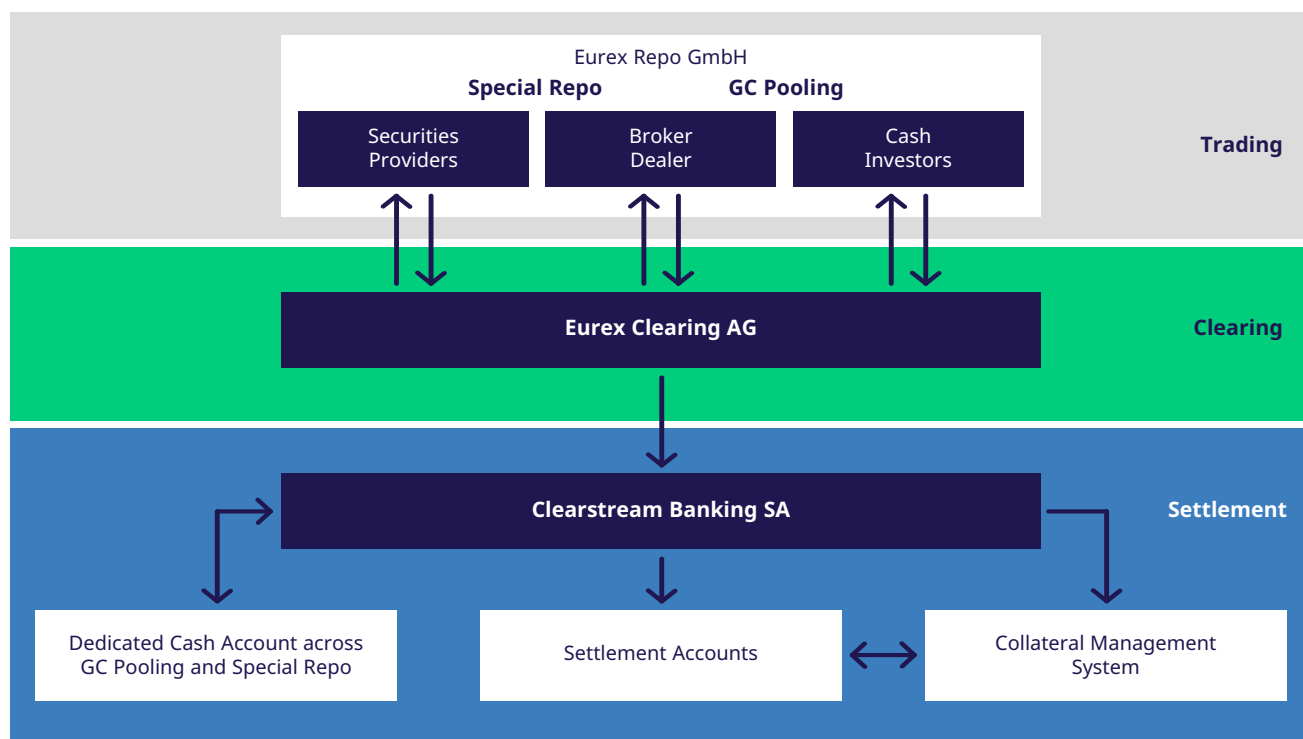 Eurex Repo GmbH
Special Repo
GC Pooling
Securities
Providers
Broker
Dealer
Cash
Investors
Trading
Eurex Clearing AG
Clearing
Clearstream Banking SA
Settlement
Dedicated Cash Account across
GC Pooling and Special Repo
Settlement Accounts
Collateral Management
System